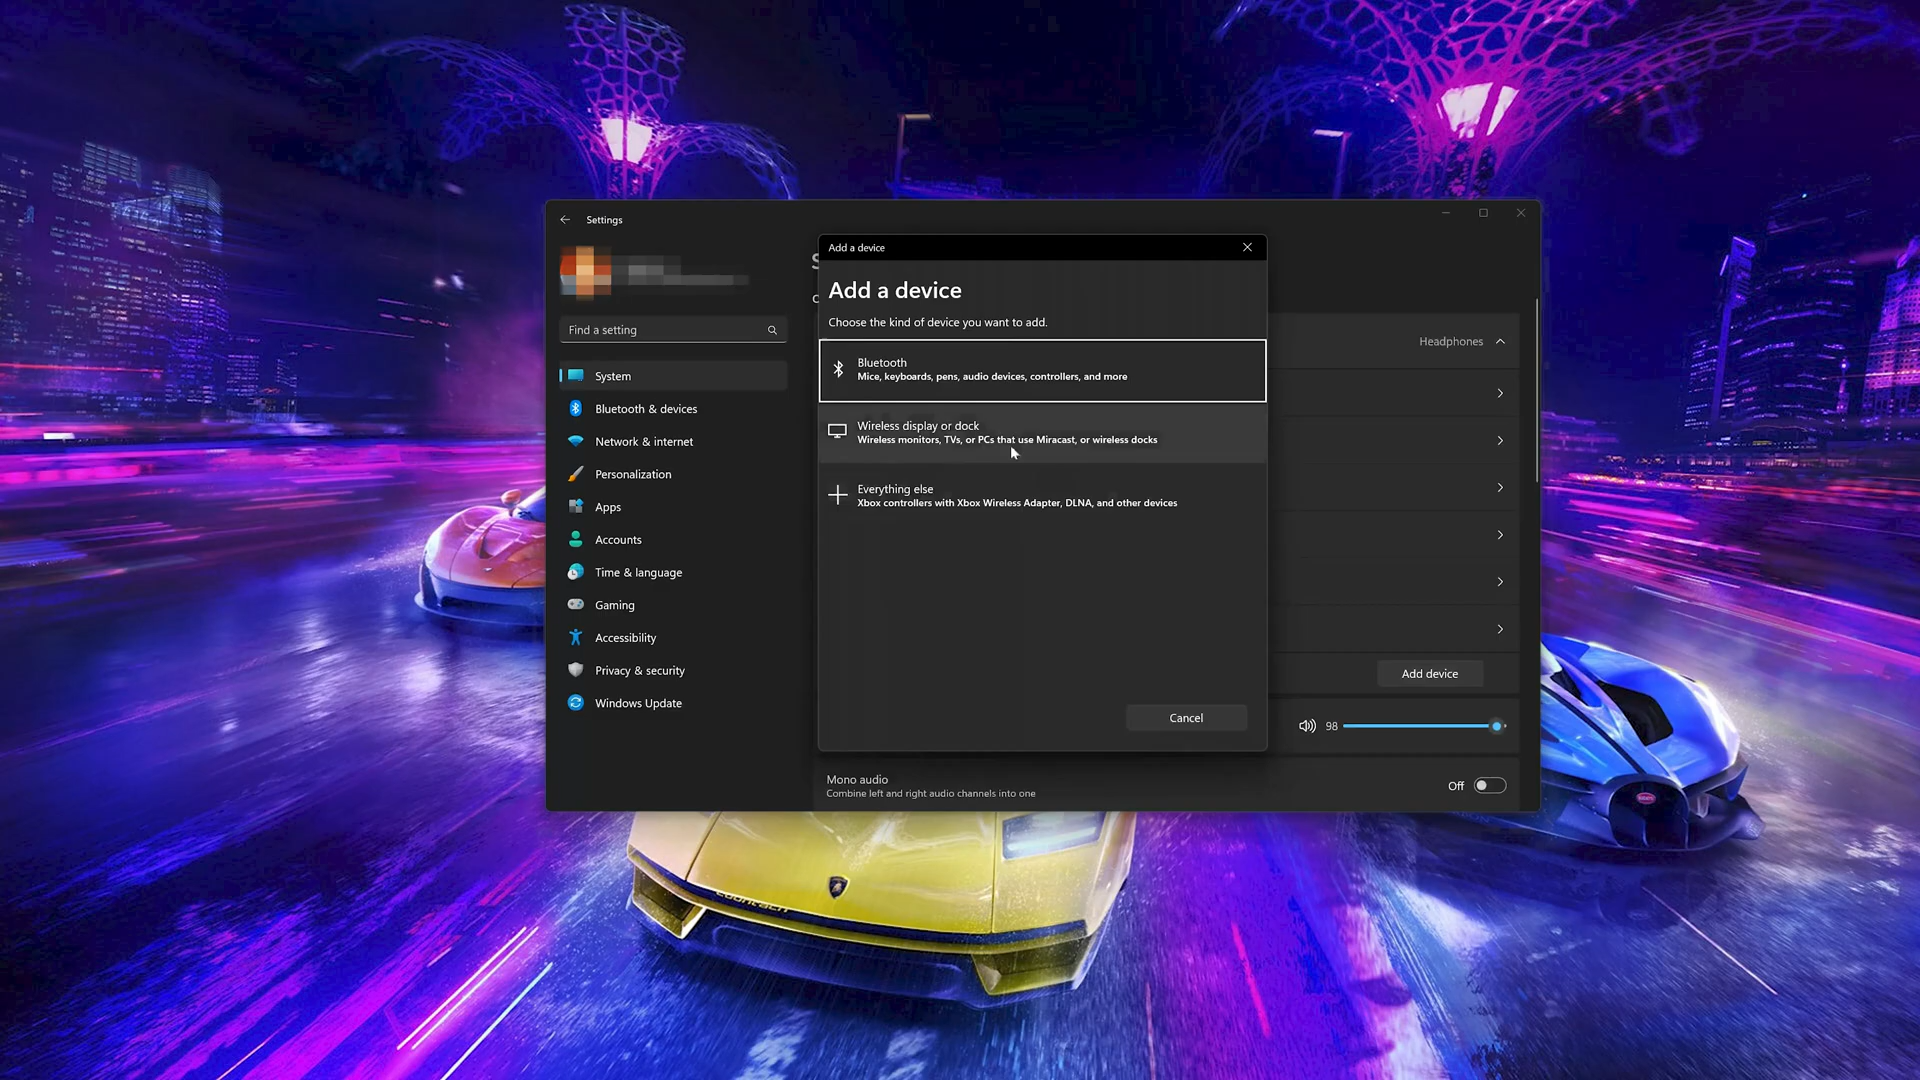 Settings
Find a setting
System
Bluetooth & devices
Network & internet
Personalization
Apps
Accounts
Time & language
Gaming
Accessibility
Privacy & security
Windows Update
Add a device
Add a device
Choose the kind of device you want to add.
Bluetooth
Mice, keyboards, pens, audio devices, controllers, and more
Wireless display or dock
Wireless monitors, TVs, or PCs that use Miracast, or wireless docks
Everything else
Xbox controllers with Xbox Wireless Adapter, DLNA, and other devices
Cancel
Headphones
Add device
98
Mono audio
Combine left and right audio channels into one
Off